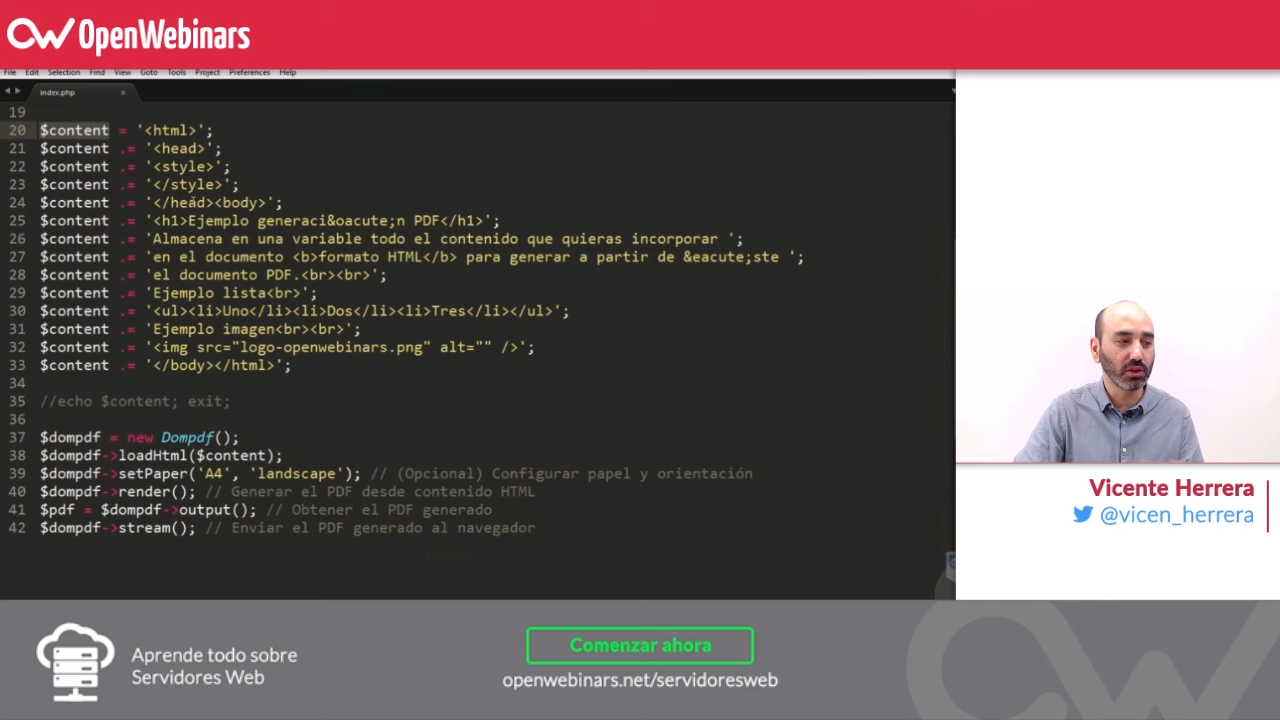 OpenWebinars
File Edit Selection Find View Goto Tools Project Preferences Help
index.php ×
19
20 $content = '<html>';
21 $content .= '<head>';
22 $content .= '<style>';
23 $content .= '</style>';
24 $content .= '</head><body>';
25 $content .= '<h1>Ejemplo generaci&oacute;n PDF</h1>';
26 $content .= 'Almacena en una variable todo el contenido que quieras incorporar ';
27 $content .= 'en el documento <b>formato HTML</b> para generar a partir de &eacute;ste ';
28 $content .= 'el documento PDF.<br><br>';
29 $content .= 'Ejemplo lista<br>';
30 $content .= '<ul><li>Uno</li><li>Dos</li><li>Tres</li></ul>';
31 $content .= 'Ejemplo imagen<br><br>';
32 $content .= '<img src="logo-openwebinars.png" alt="" />';
33 $content .= '</body></html>';
34
35 //echo $content; exit;
36
37 $dompdf = new Dompdf();
38 $dompdf->loadHtml($content);
39 $dompdf->setPaper('A4', 'landscape'); // (Opcional) Configurar papel y orientación
40 $dompdf->render(); // Generar el PDF desde contenido HTML
41 $pdf = $dompdf->output(); // Obtener el PDF generado
42 $dompdf->stream(); // Enviar el PDF generado al navegador
Vicente Herrera
@vicen_herrera
Aprende todo sobre
Servidores Web
Comenzar ahora
openwebinars.net/servidoresweb